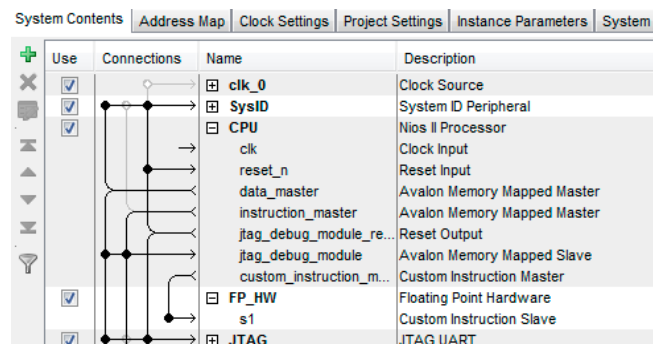 System Contents Address Map Clock Settings Project Settings Instance Parameters System
Use Connections Name Description
clk_0 Clock Source
SysID System ID Peripheral
CPU Nios II Processor
clk Clock Input
reset_n Reset Input
data_master Avalon Memory Mapped Master
instruction_master Avalon Memory Mapped Master
jtag_debug_module_re... Reset Output
jtag_debug_module Avalon Memory Mapped Slave
custom_instruction_m... Custom Instruction Master
FP_HW Floating Point Hardware
s1 Custom Instruction Slave
JTAG JTAG UART